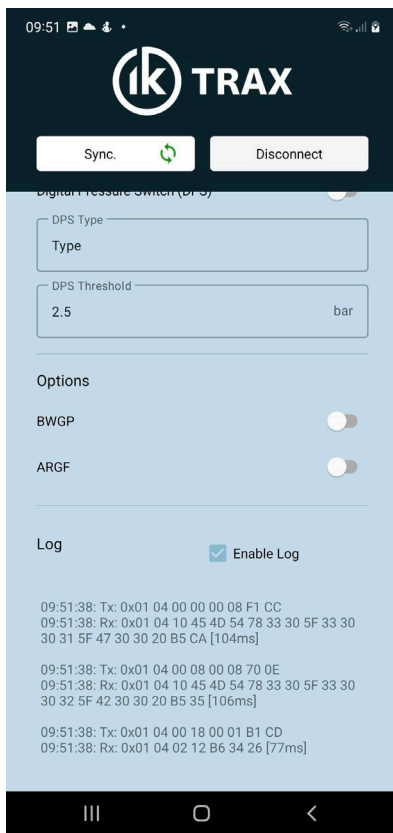 09:51
ik TRAX
Sync.
Disconnect
Digital Pressure Switch (DPS)
DPS Type
Type
DPS Threshold
2.5 bar
Options
BWGP
ARGF
Log
Enable Log
09:51:38: Tx: 0x01 04 00 00 00 08 F1 CC
09:51:38: Rx: 0x01 04 10 45 4D 54 78 33 30 5F 33 30
30 31 5F 47 30 30 20 B5 CA [104ms]
09:51:38: Tx: 0x01 04 00 08 00 08 70 0E
09:51:38: Rx: 0x01 04 10 45 4D 54 78 33 30 5F 33 30
30 32 5F 42 30 30 20 B5 35 [106ms]
09:51:38: Tx: 0x01 04 00 18 00 01 B1 CD
09:51:38: Rx: 0x01 04 02 12 B6 34 26 [77ms]